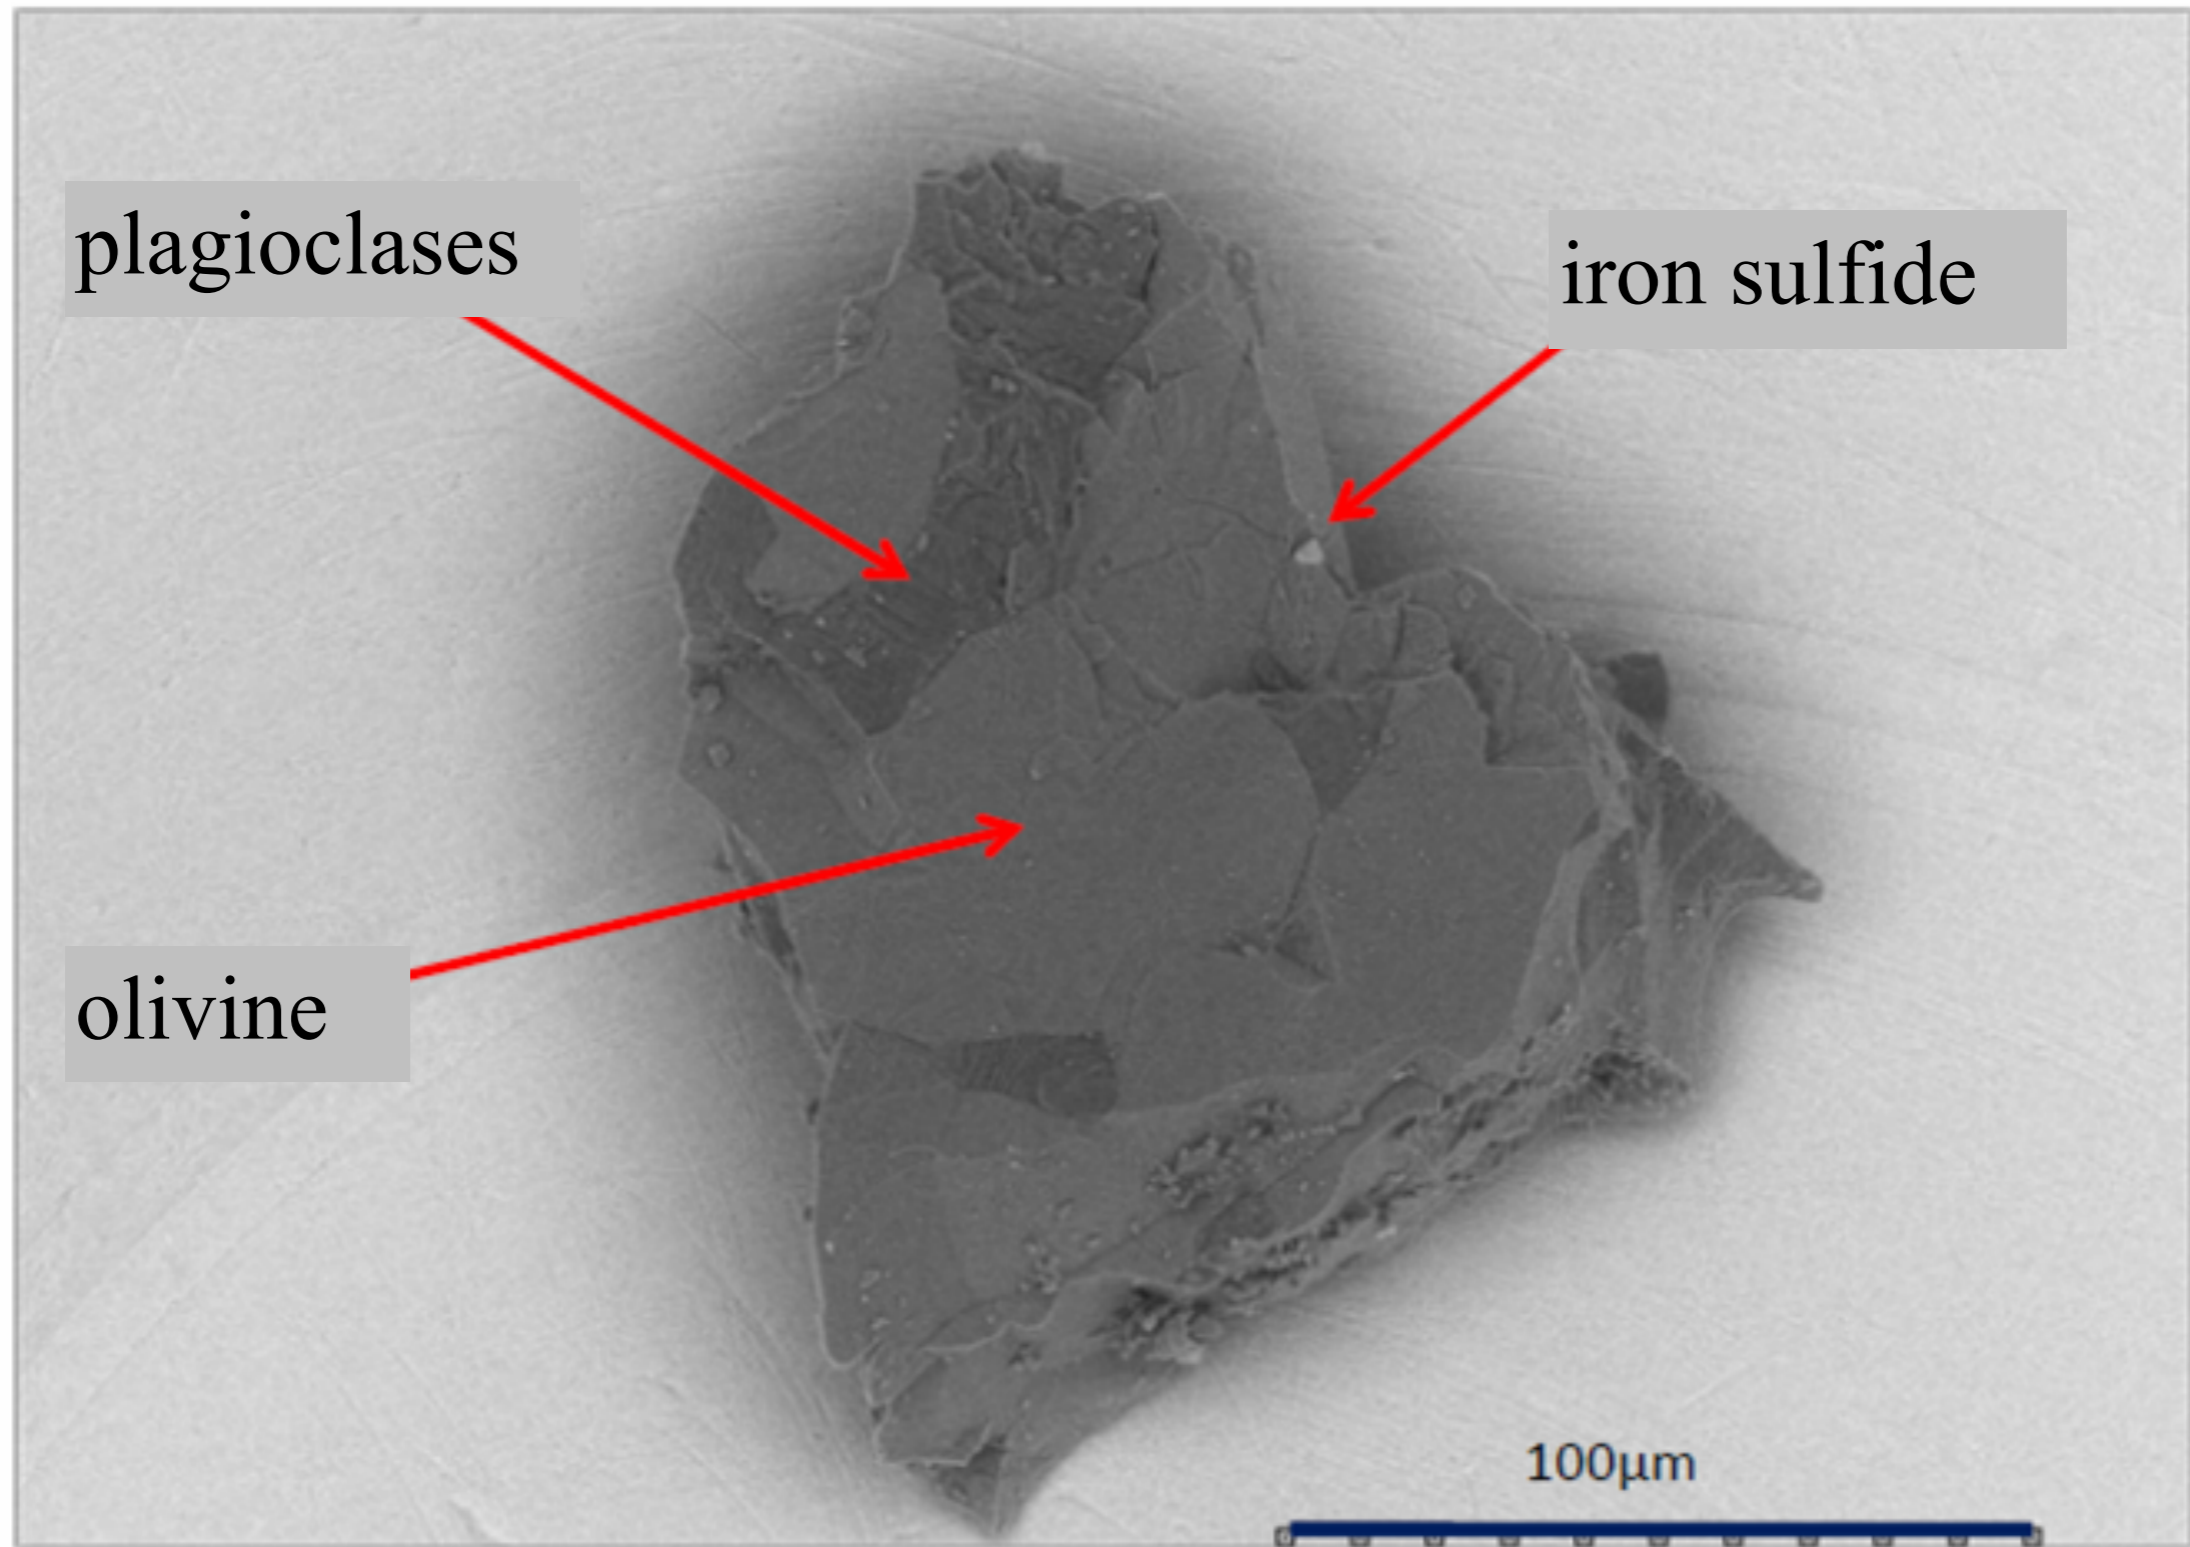 plagioclases
iron sulfide
olivine
100µm